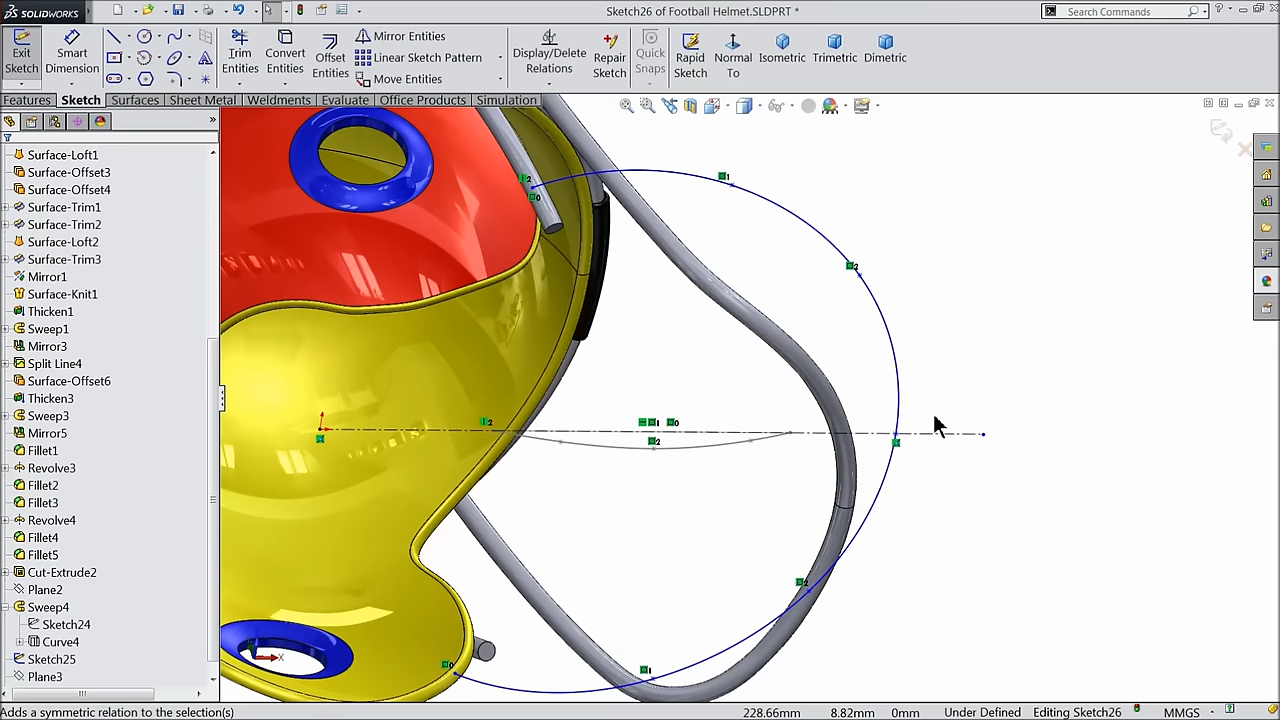 SOLIDWORKS
Sketch26 of Football Helmet.SLDPRT *
Search Commands
Exit Sketch
Smart Dimension
Trim Entities
Convert Entities
Offset Entities
Mirror Entities
Linear Sketch Pattern
Move Entities
Display/Delete Relations
Repair Sketch
Quick Snaps
Rapid Sketch
Normal To
Isometric
Trimetric
Dimetric
Features
Sketch
Surfaces
Sheet Metal
Weldments
Evaluate
Office Products
Simulation
Surface-Loft1
Surface-Offset3
Surface-Offset4
Surface-Trim1
Surface-Trim2
Surface-Loft2
Surface-Trim3
Mirror1
Surface-Knit1
Thicken1
Sweep1
Mirror3
Split Line4
Surface-Offset6
Thicken3
Sweep3
Mirror5
Fillet1
Revolve3
Fillet2
Fillet3
Revolve4
Fillet4
Fillet5
Cut-Extrude2
Plane2
Sweep4
Sketch24
Curve4
Sketch25
Plane3
X
Adds a symmetric relation to the selection(s)
228.66mm
8.82mm
0mm
Under Defined
Editing Sketch26
MMGS